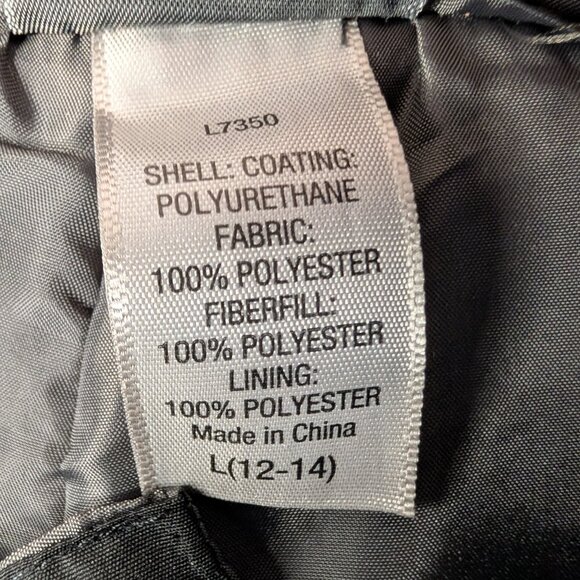 L7350
SHELL: COATING:
POLYURETHANE
FABRIC:
100% POLYESTER
FIBERFILL:
100% POLYESTER
LINING:
100% POLYESTER
Made in China
L(12-14)